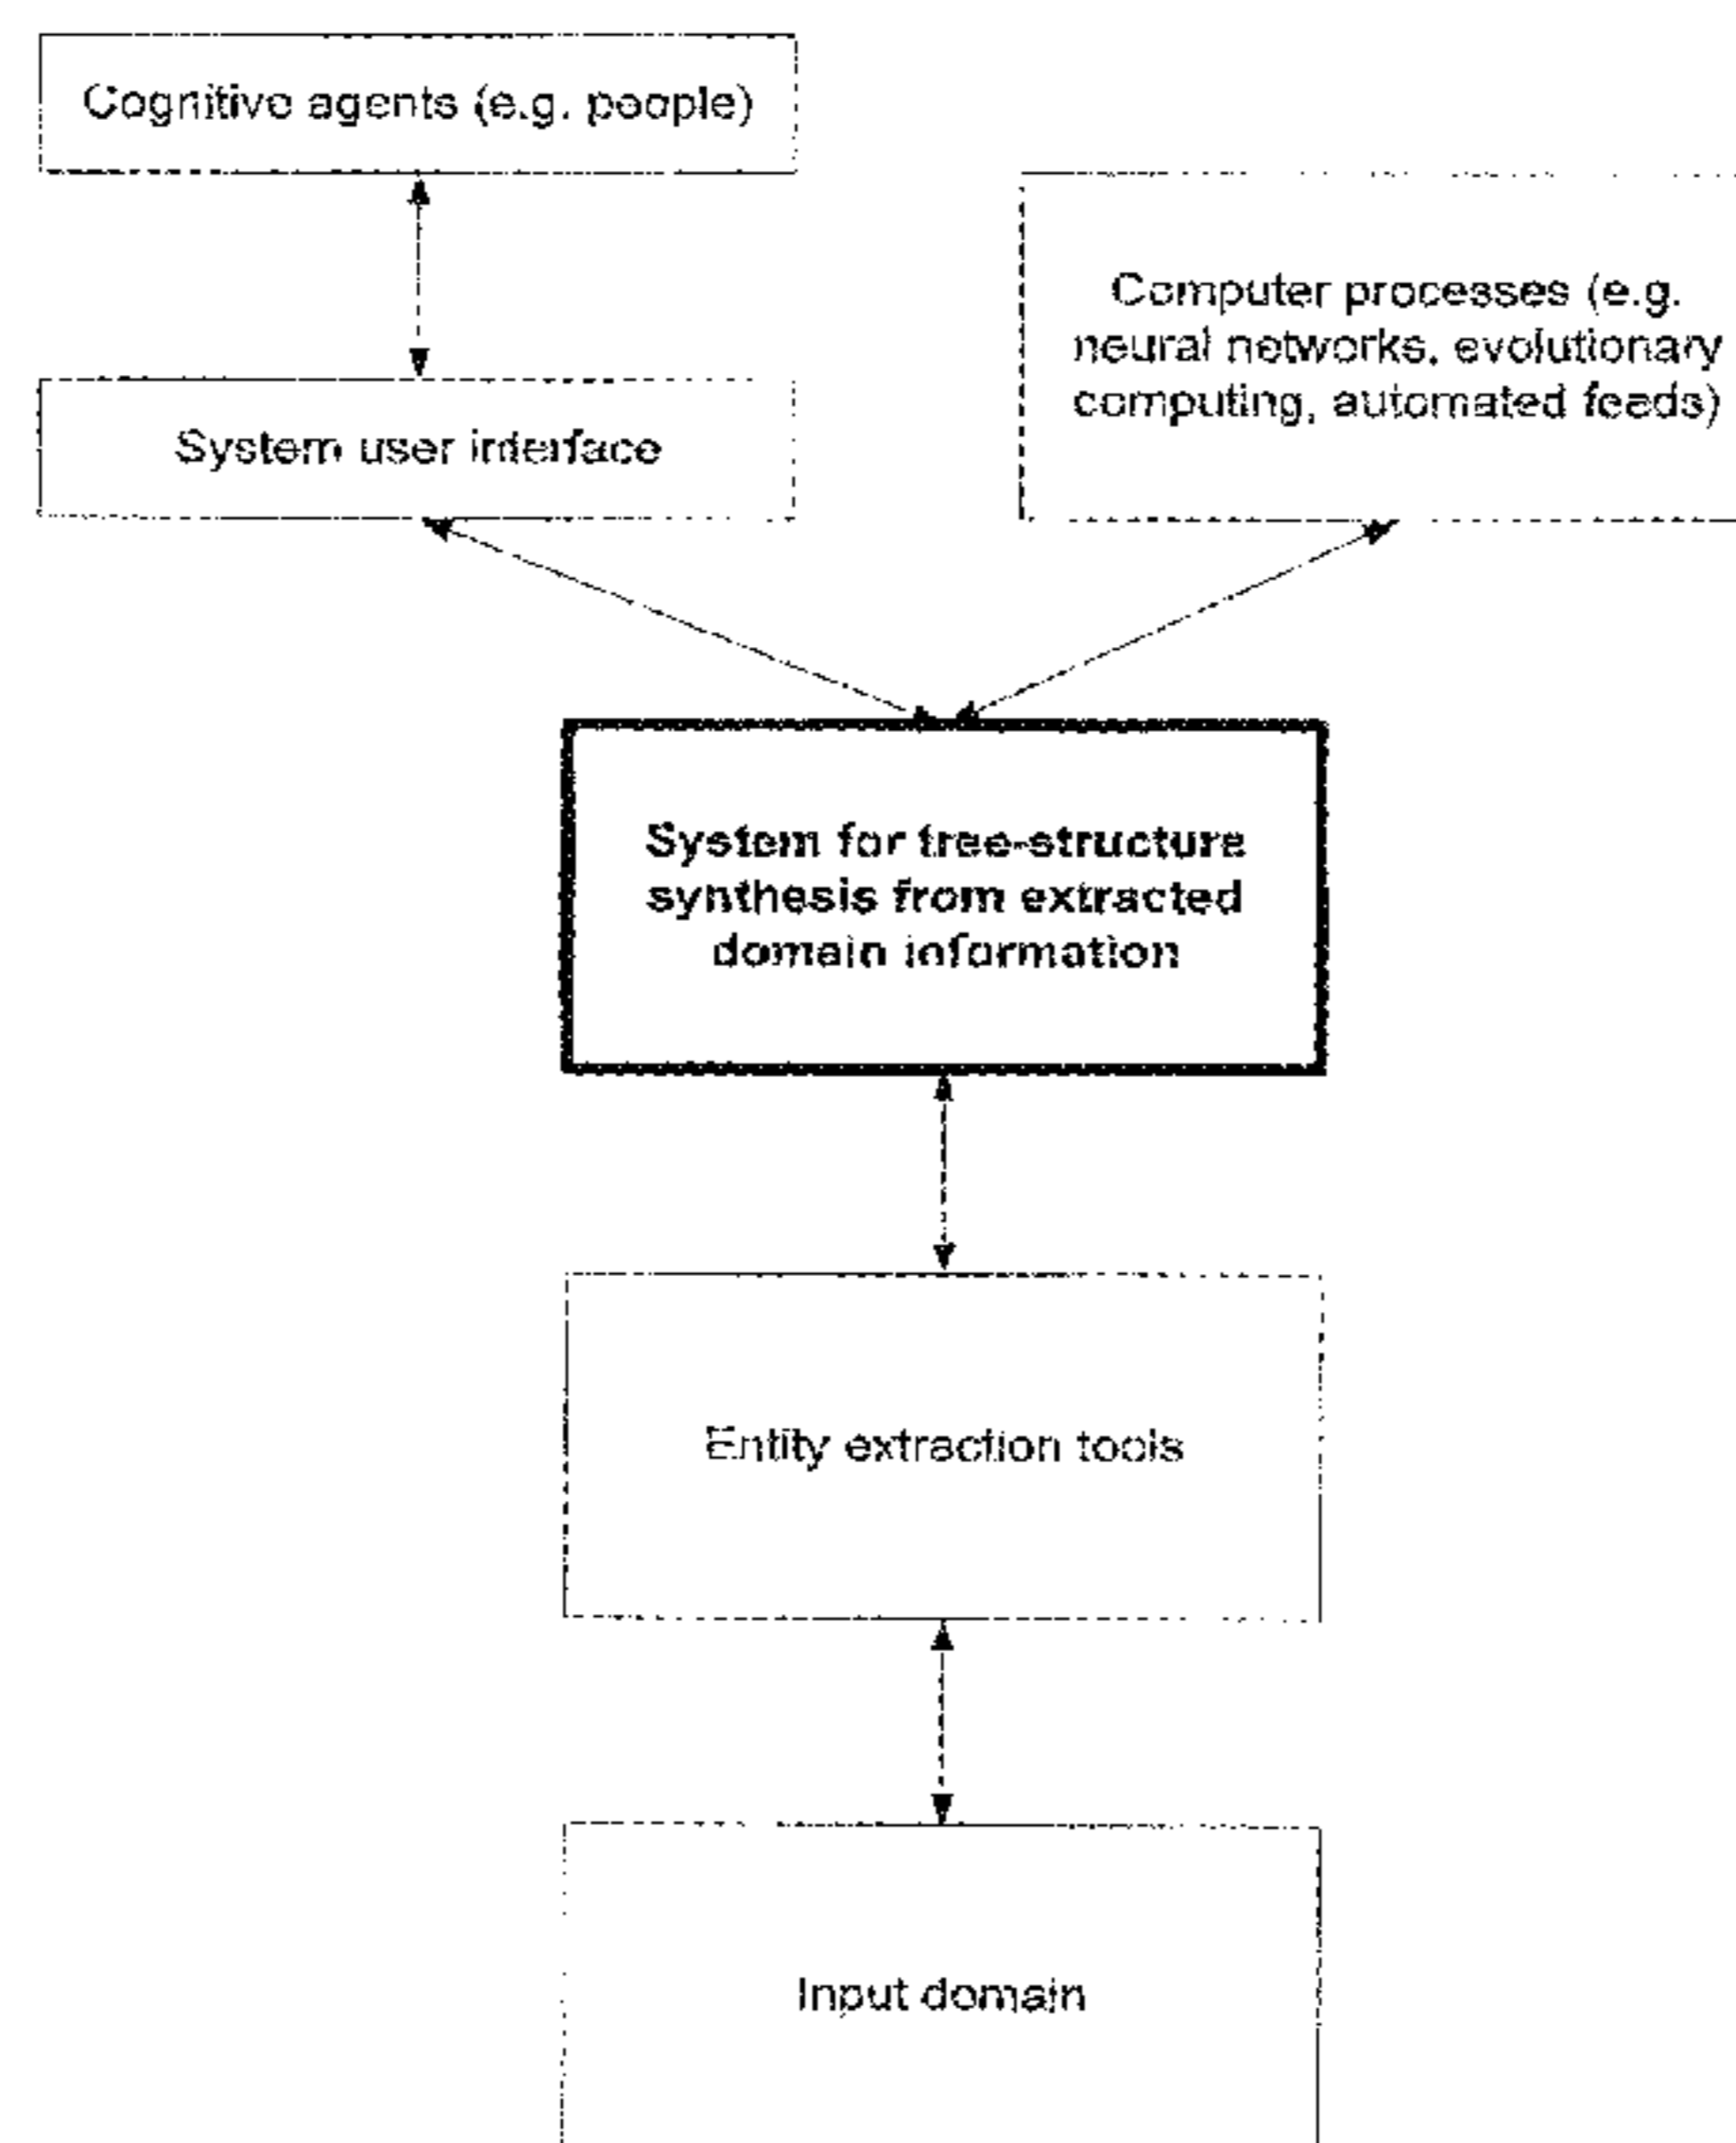 Cognitive agents (e.g. people)
Computer processes (e.g.
neural networks, evolutionary
computing, automated feeds)
System user interface
System for tree-structure
synthesis from extracted
domain information
Entity extraction tools
Input domain